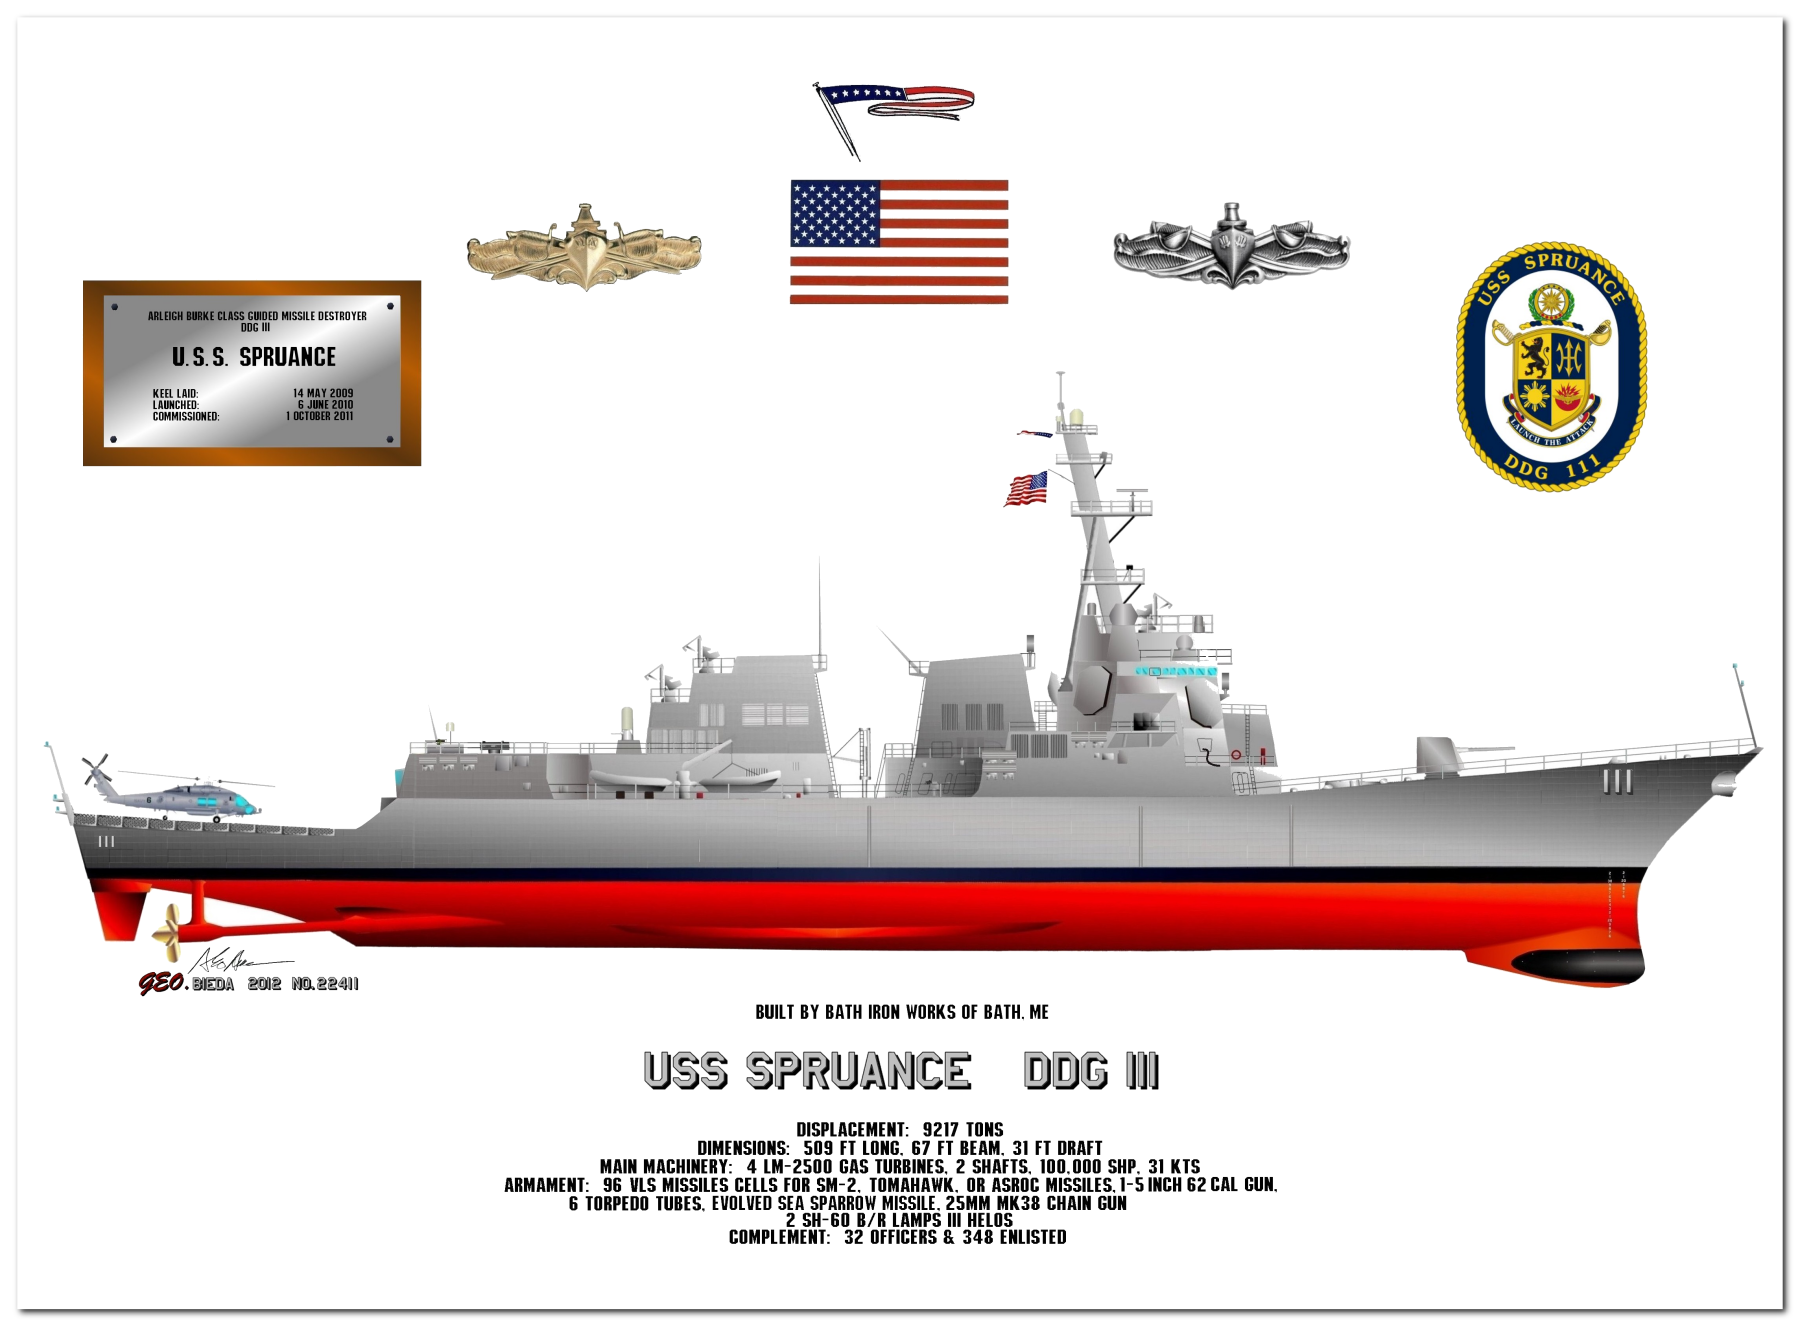 ARLEIGH BURKE CLASS GUIDED MISSILE DESTROYER
DDG 111
U.S.S. SPRUANCE
KEEL LAID: 14 MAY 2009
LAUNCHED: 6 JUNE 2010
COMMISSIONED: 1 OCTOBER 2011
USS SPRUANCE
LAUNCH THE ATTACK
DDG 111
111
111
GEO. BIEDA 2012 NO.22411
BUILT BY BATH IRON WORKS OF BATH, ME
USS SPRUANCE DDG 111
DISPLACEMENT: 9217 TONS
DIMENSIONS: 509 FT LONG, 67 FT BEAM, 31 FT DRAFT
MAIN MACHINERY: 4 LM-2500 GAS TURBINES, 2 SHAFTS, 100,000 SHP, 31 KTS
ARMAMENT: 96 VLS MISSILES CELLS FOR SM-2, TOMAHAWK, OR ASROC MISSILES, 1-5 INCH 62 CAL GUN,
6 TORPEDO TUBES, EVOLVED SEA SPARROW MISSILE, 25MM MK38 CHAIN GUN
2 SH-60 B/R LAMPS III HELOS
COMPLEMENT: 32 OFFICERS & 348 ENLISTED